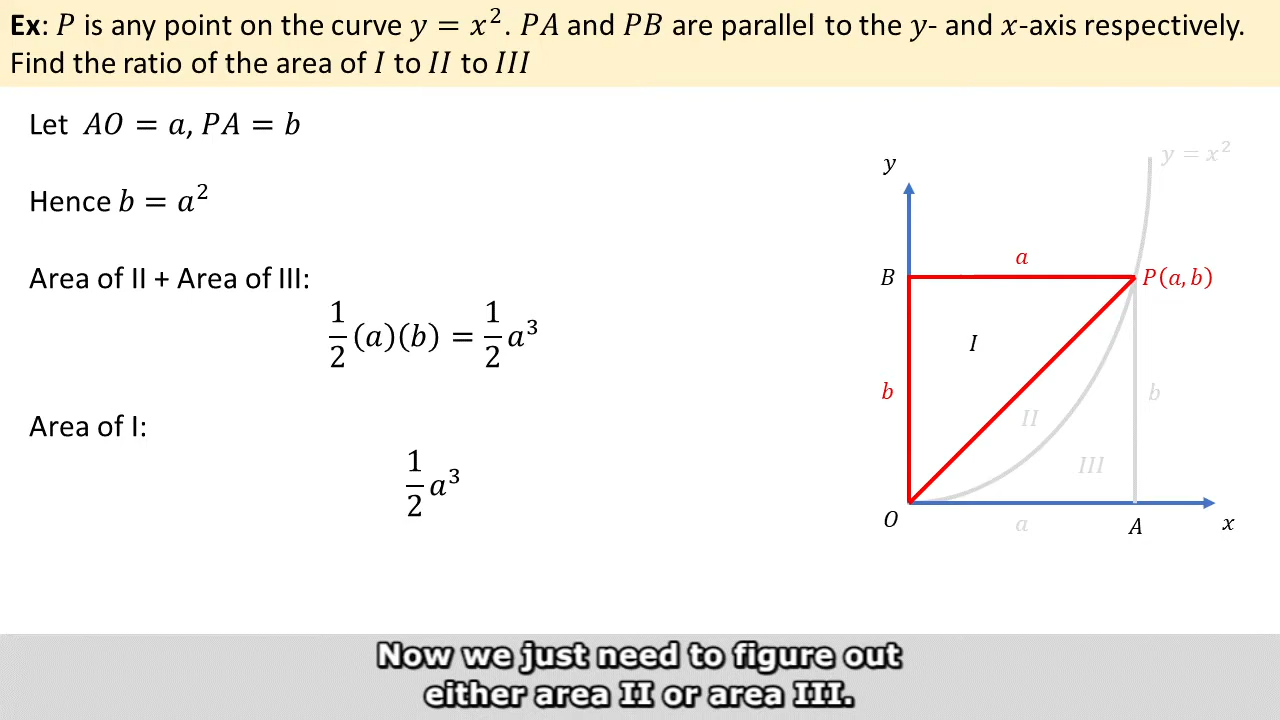 Ex: P is any point on the curve y = x². PA and PB are parallel to the y- and x-axis respectively.
Find the ratio of the area of I to II to III
Let AO = a, PA = b
Hence b = a²
Area of II + Area of III:
1/2 (a)(b) = 1/2 a³
Area of I:
1/2 a³
y = x²
y
a
B
P(a, b)
I
b
b
II
III
O
a
A
x
Now we just need to figure out
either area II or area III.